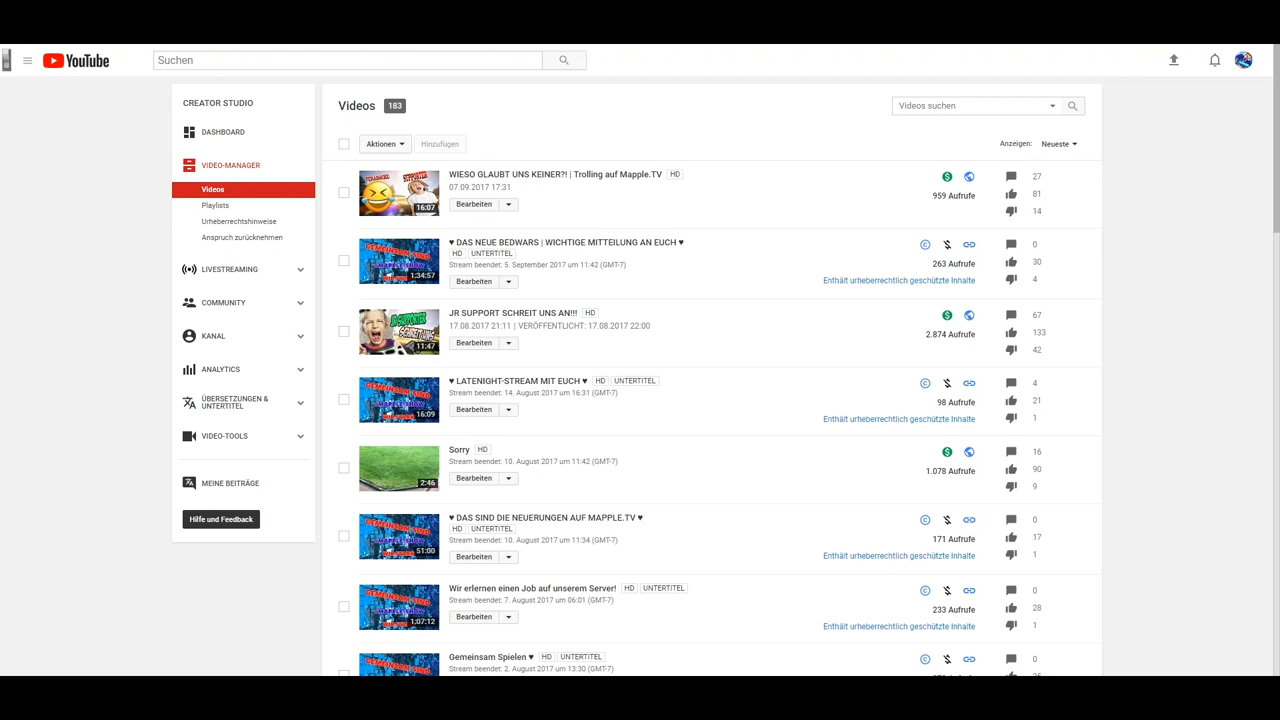 YouTube
Suchen
CREATOR STUDIO
DASHBOARD
VIDEO-MANAGER
Videos
Playlists
Urheberrechtshinweise
Anspruch zurücknehmen
LIVESTREAMING
COMMUNITY
KANAL
ANALYTICS
ÜBERSETZUNGEN &
UNTERTITEL
VIDEO-TOOLS
MEINE BEITRÄGE
Hilfe und Feedback
Videos 183
Videos suchen
Aktionen Hinzufügen
Anzeigen: Neueste
WIESO GLAUBT UNS KEINER?! | Trolling auf Mapple.TV HD
07.09.2017 17:31
Bearbeiten
16:07
959 Aufrufe
27
81
14
♥ DAS NEUE BEDWARS | WICHTIGE MITTEILUNG AN EUCH ♥
HD UNTERTITEL
Stream beendet: 5. September 2017 um 11:42 (GMT-7)
Bearbeiten
GEMEINSAM SIND
1:34:57
263 Aufrufe
Enthält urheberrechtlich geschützte Inhalte
0
30
4
JR SUPPORT SCHREIT UNS AN!!! HD
17.08.2017 21:11 | VERÖFFENTLICHT: 17.08.2017 22:00
Bearbeiten
11:47
2.874 Aufrufe
67
133
42
♥ LATENIGHT-STREAM MIT EUCH ♥ HD UNTERTITEL
Stream beendet: 14. August 2017 um 16:31 (GMT-7)
Bearbeiten
GEMEINSAM SIND
16:09
98 Aufrufe
Enthält urheberrechtlich geschützte Inhalte
4
21
1
Sorry HD
Stream beendet: 10. August 2017 um 11:42 (GMT-7)
Bearbeiten
2:46
1.078 Aufrufe
16
90
9
♥ DAS SIND DIE NEUERUNGEN AUF MAPPLE.TV ♥
HD UNTERTITEL
Stream beendet: 10. August 2017 um 11:34 (GMT-7)
Bearbeiten
GEMEINSAM SIND
51:00
171 Aufrufe
Enthält urheberrechtlich geschützte Inhalte
0
17
1
Wir erlernen einen Job auf unserem Server! HD UNTERTITEL
Stream beendet: 7. August 2017 um 06:01 (GMT-7)
Bearbeiten
GEMEINSAM SIND
1:07:12
233 Aufrufe
Enthält urheberrechtlich geschützte Inhalte
0
28
1
Gemeinsam Spielen ♥ HD UNTERTITEL
Stream beendet: 2. August 2017 um 13:30 (GMT-7)
GEMEINSAM SIND
0